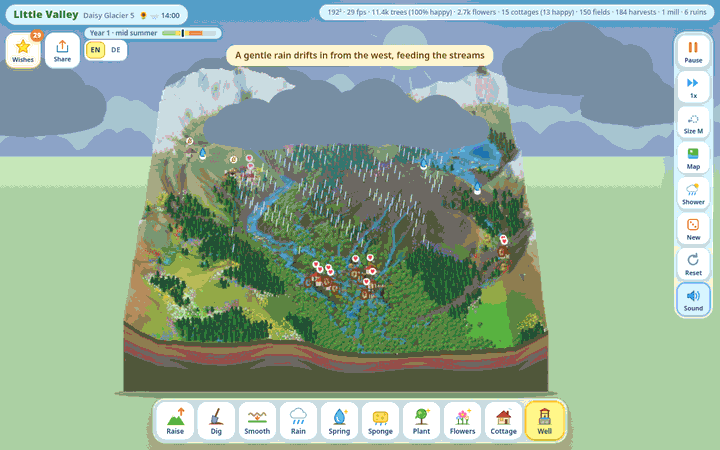 Little Valley Daisy Glacier 5 14:00
192² · 29 fps · 11.4k trees (100% happy) · 2.7k flowers · 15 cottages (13 happy) · 150 fields · 184 harvests · 1 mill · 6 ruins
Year 1 · mid summer
29
Wishes
Share
EN
DE
A gentle rain drifts in from the west, feeding the streams
Pause
1x
Size M
Map
Shower
New
Reset
Sound
Raise
Dig
Smooth
Rain
Spring
Sponge
Plant
Flowers
Cottage
Well